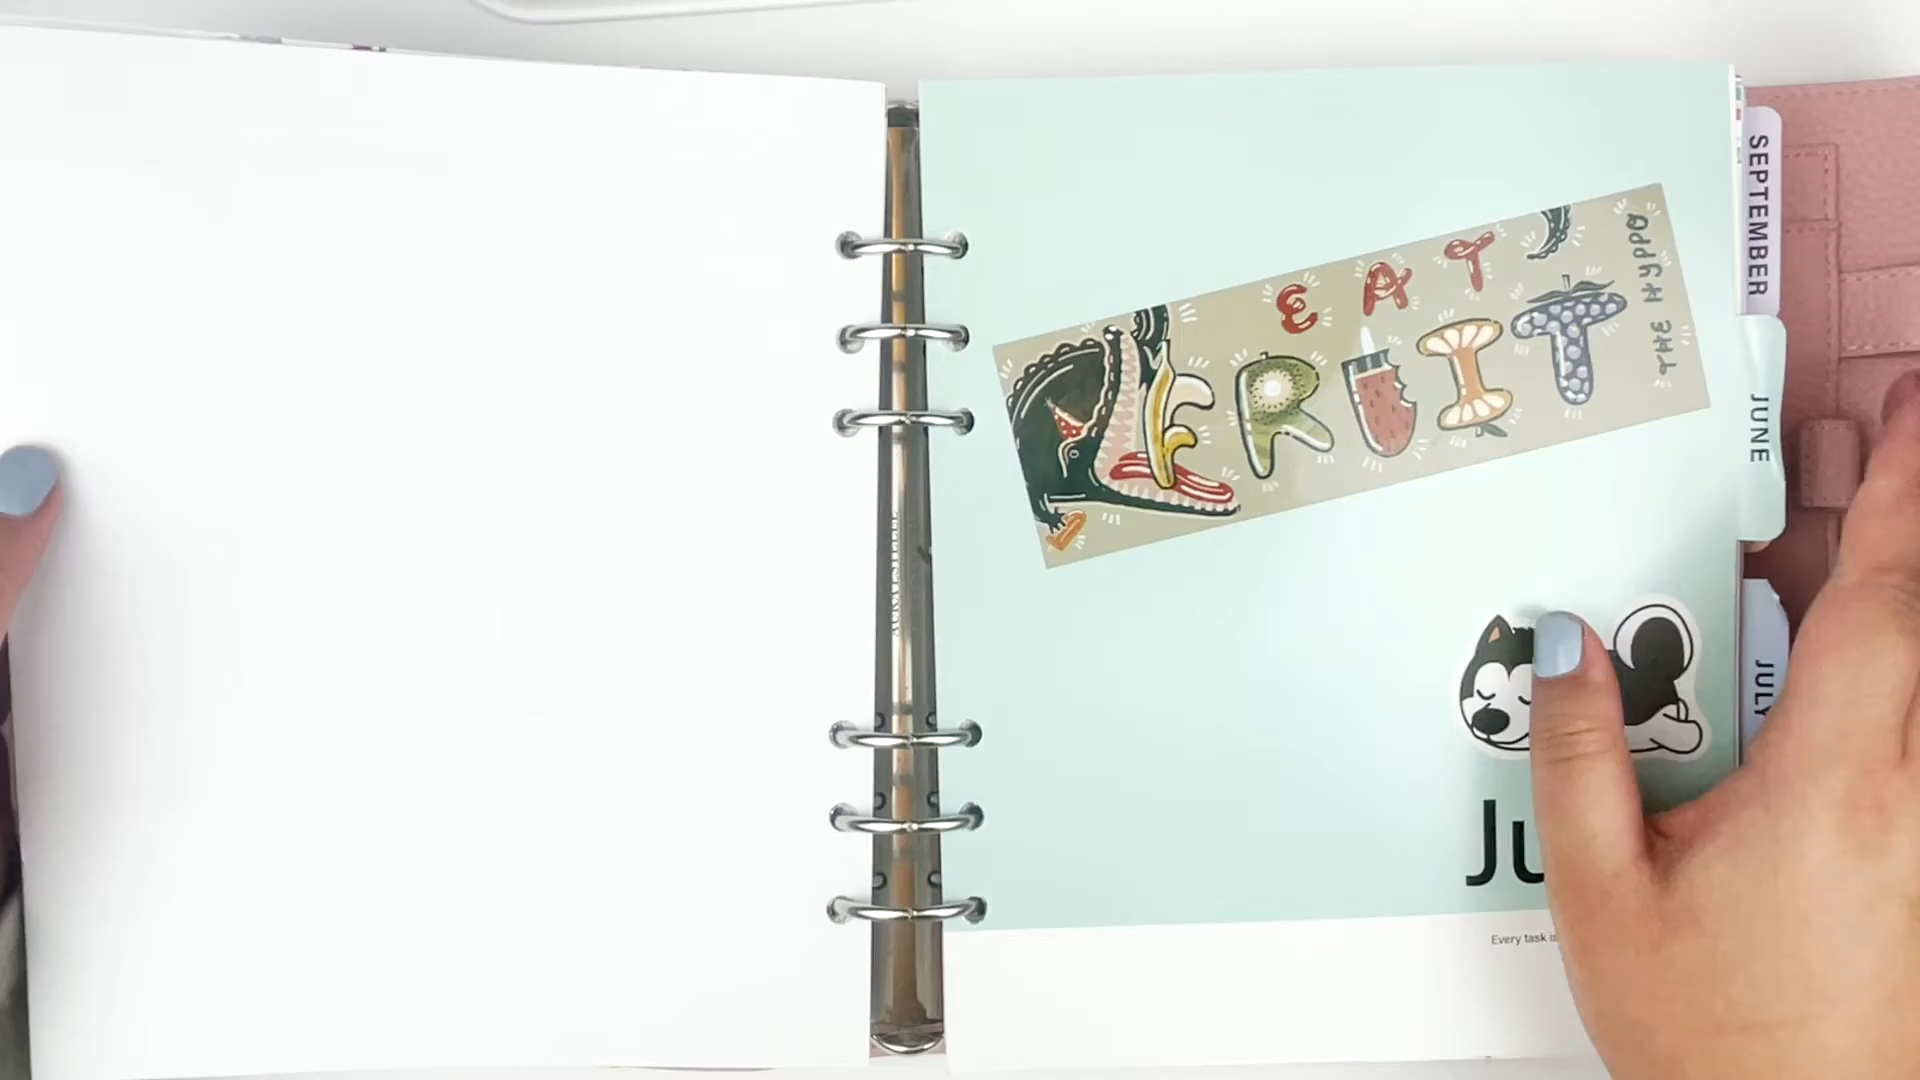 EAT
FRUIT
THE HYPPO
SEPTEMBER
JUNE
JULY
Ju
Every task is